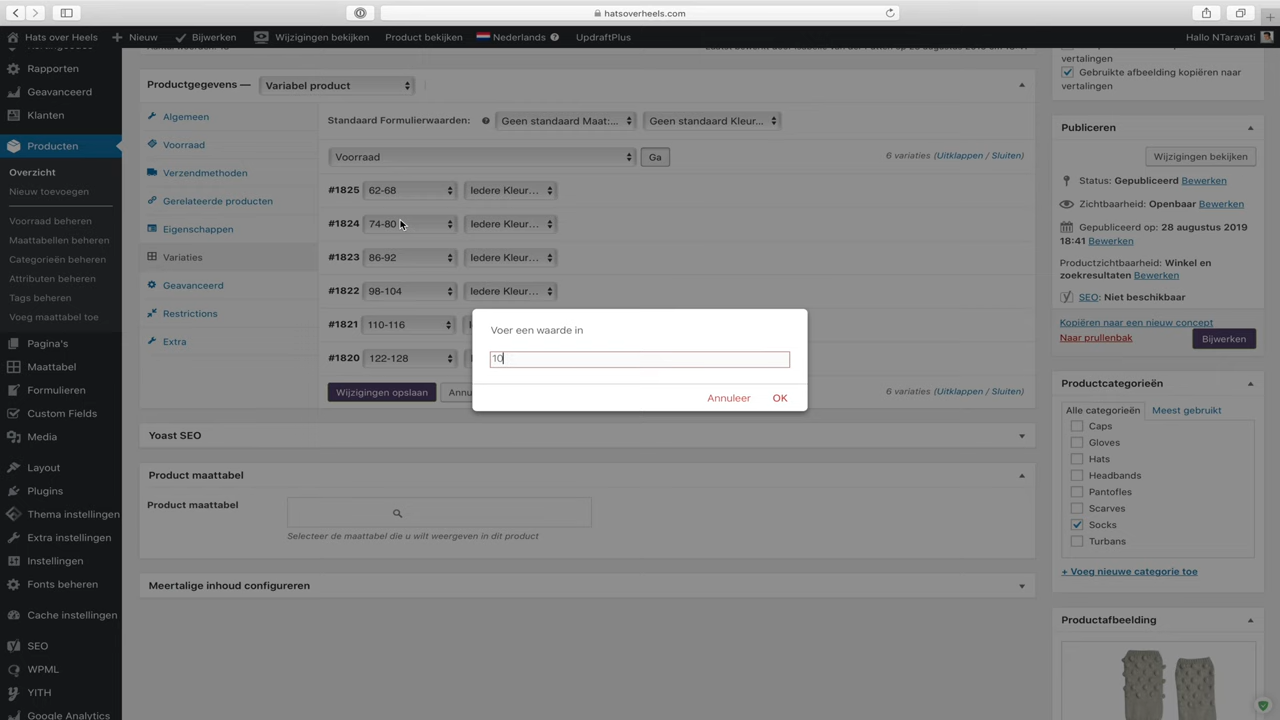 hatsoverheels.com
Hats over Heels
Nieuw
Bijwerken
Wijzigingen bekijken
Product bekijken
Nederlands
UpdraftPlus
Hallo NTaravati
Rapporten
Geavanceerd
Klanten
Producten
Overzicht
Nieuw toevoegen
Voorraad beheren
Maattabellen beheren
Categorieën beheren
Attributen beheren
Tags beheren
Voeg maattabel toe
Pagina's
Maattabel
Formulieren
Custom Fields
Media
Layout
Plugins
Thema instellingen
Extra instellingen
Instellingen
Fonts beheren
Cache instellingen
SEO
WPML
YITH
Google Analytics
Productgegevens —
Variabel product
Algemeen
Voorraad
Verzendmethoden
Gerelateerde producten
Eigenschappen
Variaties
Geavanceerd
Restrictions
Extra
Standaard Formulierwaarden:
Geen standaard Maat:...
Geen standaard Kleur...
Voorraad
Ga
6 variaties (Uitklappen / Sluiten)
#1825 62-68 Iedere Kleur...
#1824 74-80 Iedere Kleur...
#1823 86-92 Iedere Kleur...
#1822 98-104 Iedere Kleur...
#1821 110-116
#1820 122-128
Wijzigingen opslaan
Annu
6 variaties (Uitklappen / Sluiten)
Voer een waarde in
10
Annuleer
OK
Yoast SEO
Product maattabel
Product maattabel
Selecteer de maattabel die u wilt weergeven in dit product
Meertalige inhoud configureren
vertalingen
Gebruikte afbeelding kopiëren naar
vertalingen
Publiceren
Wijzigingen bekijken
Status: Gepubliceerd Bewerken
Zichtbaarheid: Openbaar Bewerken
Gepubliceerd op: 28 augustus 2019
18:41 Bewerken
Productzichtbaarheid: Winkel en
zoekresultaten Bewerken
SEO: Niet beschikbaar
Kopiëren naar een nieuw concept
Naar prullenbak
Bijwerken
Productcategorieën
Alle categorieën
Meest gebruikt
Caps
Gloves
Hats
Headbands
Pantofles
Scarves
Socks
Turbans
+ Voeg nieuwe categorie toe
Productafbeelding